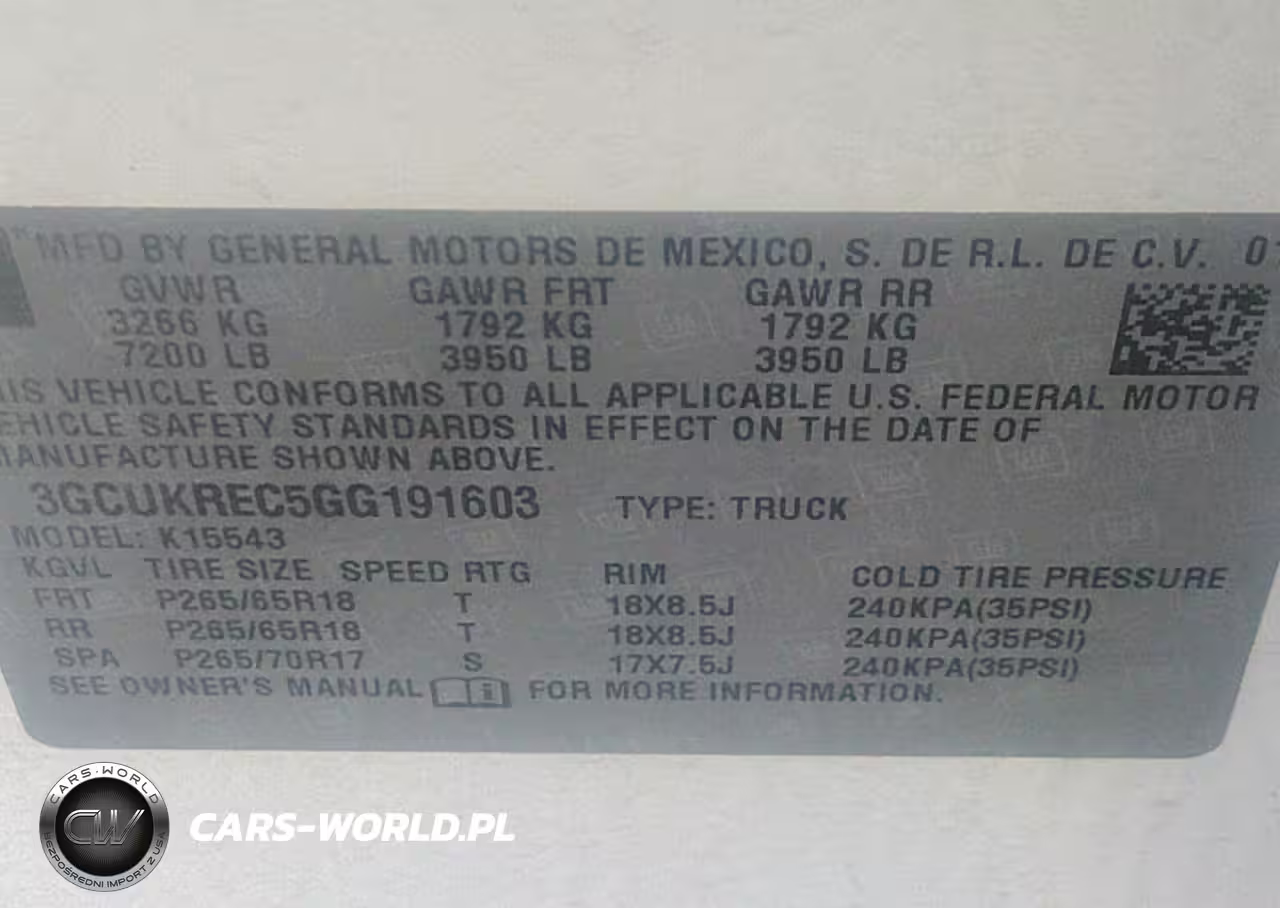 MFD BY GENERAL MOTORS DE MEXICO, S. DE R.L. DE C.V. 0
GVWR GAWR FRT GAWR RR
3266 KG 1792 KG 1792 KG
7200 LB 3950 LB 3950 LB
IS VEHICLE CONFORMS TO ALL APPLICABLE U.S. FEDERAL MOTOR
EHICLE SAFETY STANDARDS IN EFFECT ON THE DATE OF
MANUFACTURE SHOWN ABOVE.
3GCUKREC5GG191603 TYPE: TRUCK
MODEL: K15543
KGVL TIRE SIZE SPEED RTG RIM COLD TIRE PRESSURE
FRT P265/65R18 T 18X8.5J 240KPA(35PSI)
RR P265/65R18 T 18X8.5J 240KPA(35PSI)
SPA P265/70R17 S 17X7.5J 240KPA(35PSI)
SEE OWNER'S MANUAL FOR MORE INFORMATION.
CARS-WORLD
CW
BEZPOŚREDNI IMPORT Z USA
CARS-WORLD.PL